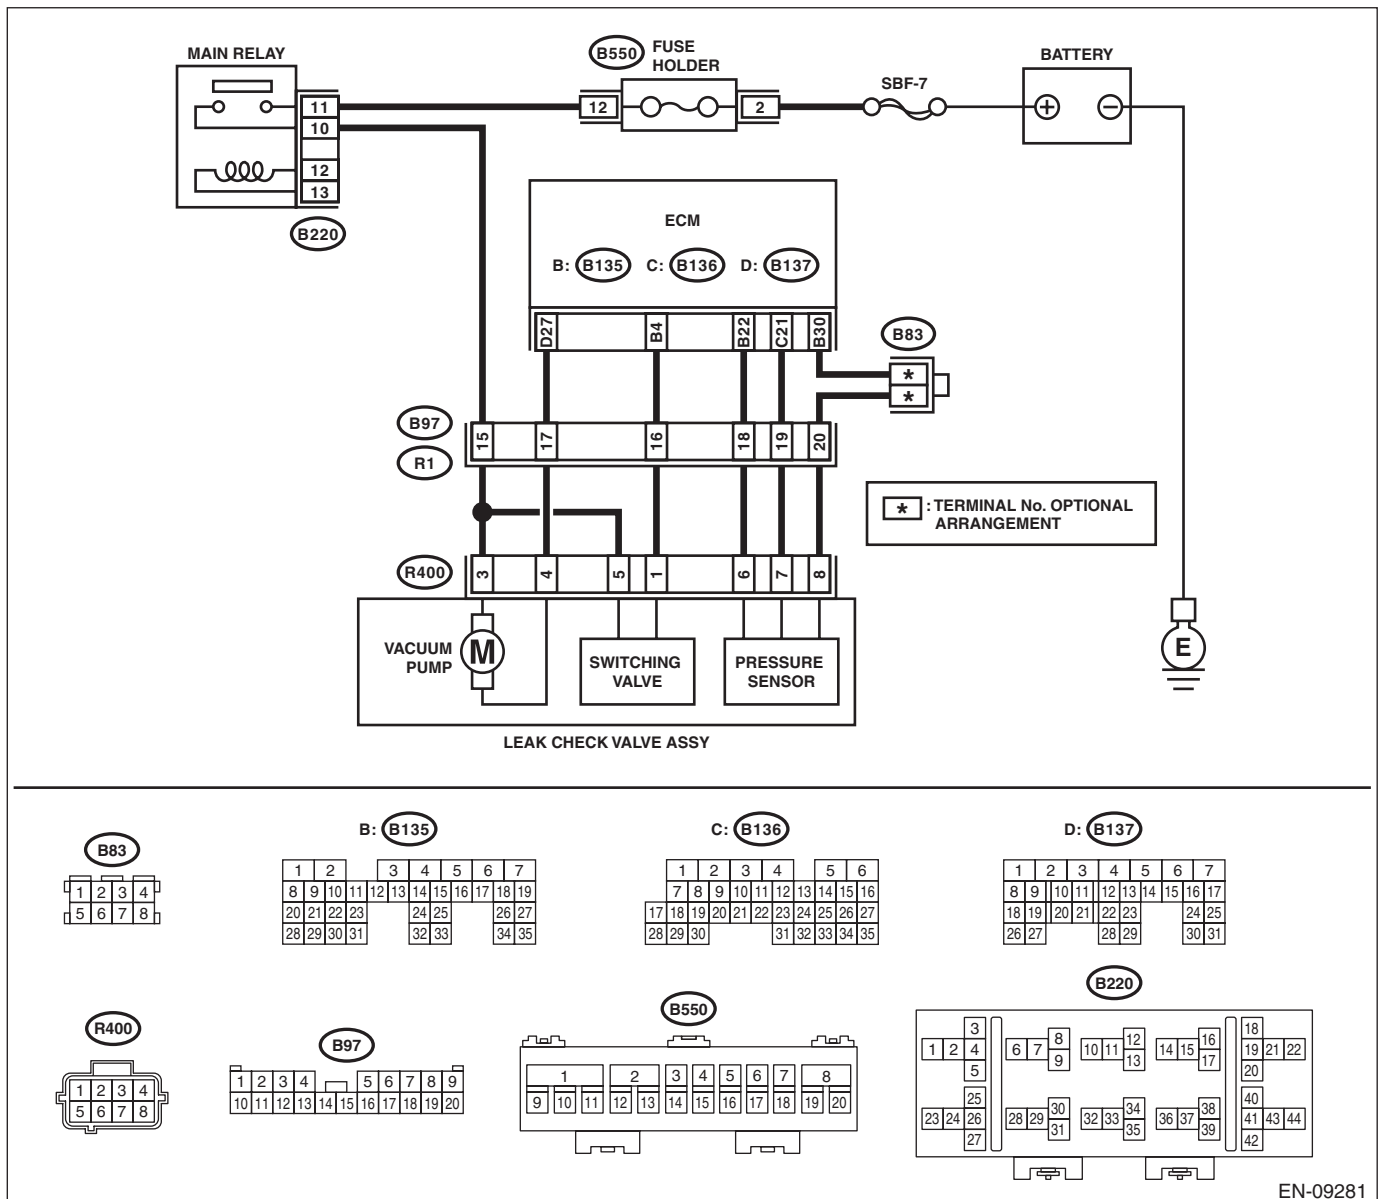 MAIN RELAY
B550
FUSE
HOLDER
SBF-7
BATTERY
11
10
12
13
12
2
+
−
B220
ECM
B: B135 C: B136 D: B137
D27
B4
B22
C21
B30
B83
*
*
B97
R1
15
17
16
18
19
20
* : TERMINAL No. OPTIONAL
ARRANGEMENT
R400
3
4
5
1
6
7
8
VACUUM
PUMP
M
SWITCHING
VALVE
PRESSURE
SENSOR
E
LEAK CHECK VALVE ASSY
B83
1 2 3 4
5 6 7 8
B: B135
1 2 3 4 5 6 7
8 9 10 11 12 13 14 15 16 17 18 19
20 21 22 23 24 25 26 27
28 29 30 31 32 33 34 35
C: B136
1 2 3 4 5 6
7 8 9 10 11 12 13 14 15 16
17 18 19 20 21 22 23 24 25 26 27
28 29 30 31 32 33 34 35
D: B137
1 2 3 4 5 6 7
8 9 10 11 12 13 14 15 16 17
18 19 20 21 22 23 24 25
26 27 28 29 30 31
R400
1 2 3 4
5 6 7 8
B97
1 2 3 4 5 6 7 8 9
10 11 12 13 14 15 16 17 18 19 20
B550
1 2 3 4 5 6 7 8
9 10 11 12 13 14 15 16 17 18 19 20
B220
3 8 12 16 18
1 2 4 6 7 10 11 14 15 19 21 22
5 9 13 17 20
25 30 34 38 40
23 24 26 28 29 32 33 36 37 41 43 44
27 31 35 39 42
EN-09281